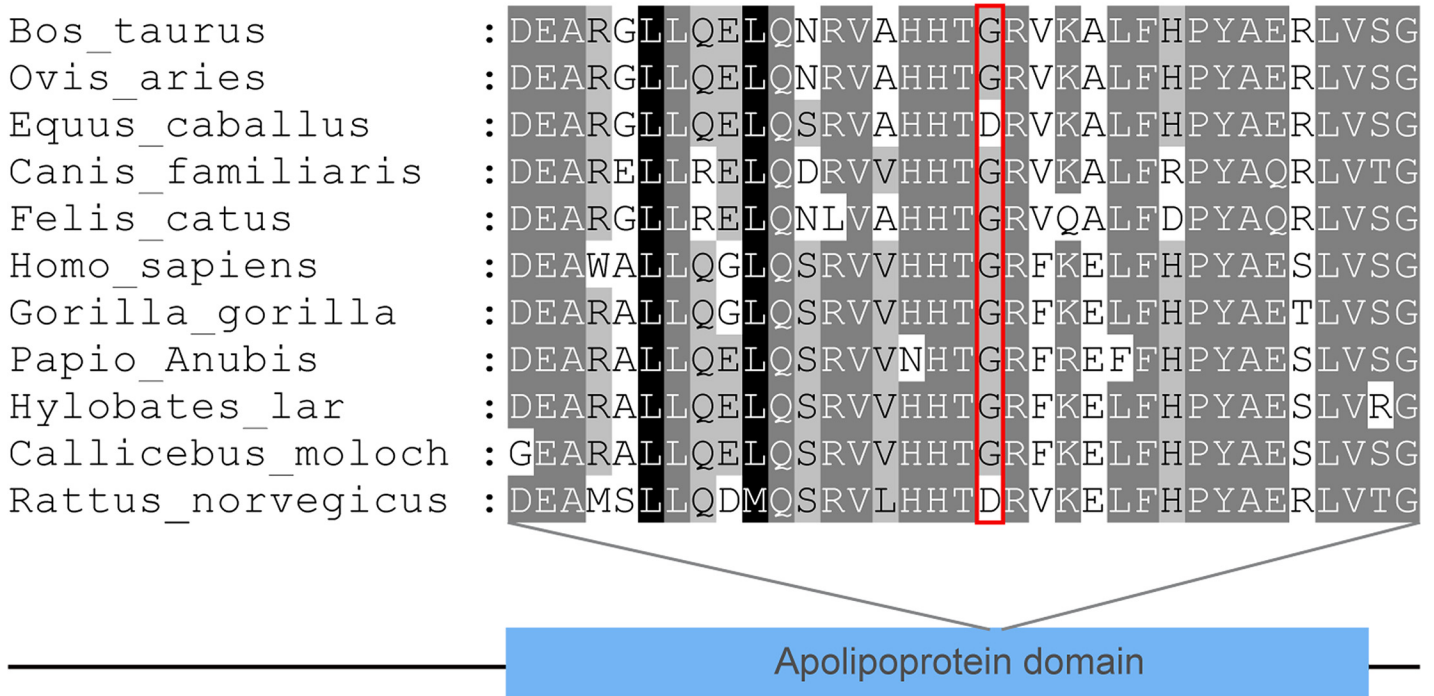 Bos_taurus : DEARGLLQELQNRVAHHTGRVKALFHPYAERLVSG
Ovis_aries : DEARGLLQELQNRVAHHTGRVKALFHPYAERLVSG
Equus_caballus : DEARGLLQELQSRVAHHTDRVKALFHPYAERLVSG
Canis_familiaris : DEARELLRELQDRVVHHTGRVKALFRPYAQRLVTG
Felis_catus : DEARGLLRELQNLVAHHTGRVQALFDPYAQRLVSG
Homo_sapiens : DEAWALLQGLQSRVVHHTGRFKELFHPYAESLVSG
Gorilla_gorilla : DEARALLQGLQSRVVHHTGRFKELFHPYAETLVSG
Papio_Anubis : DEARALLQELQSRVVNHTGRFREFFHPYAESLVSG
Hylobates_lar : DEARALLQELQSRVVHHTGRFKELFHPYAESLVRG
Callicebus_moloch : GEARALLQELQSRVVHHTGRFKELFHPYAESLVSG
Rattus_norvegicus : DEAMSLLQDMQSRVLHHTDRVKELFHPYAERLVTG
Apolipoprotein domain